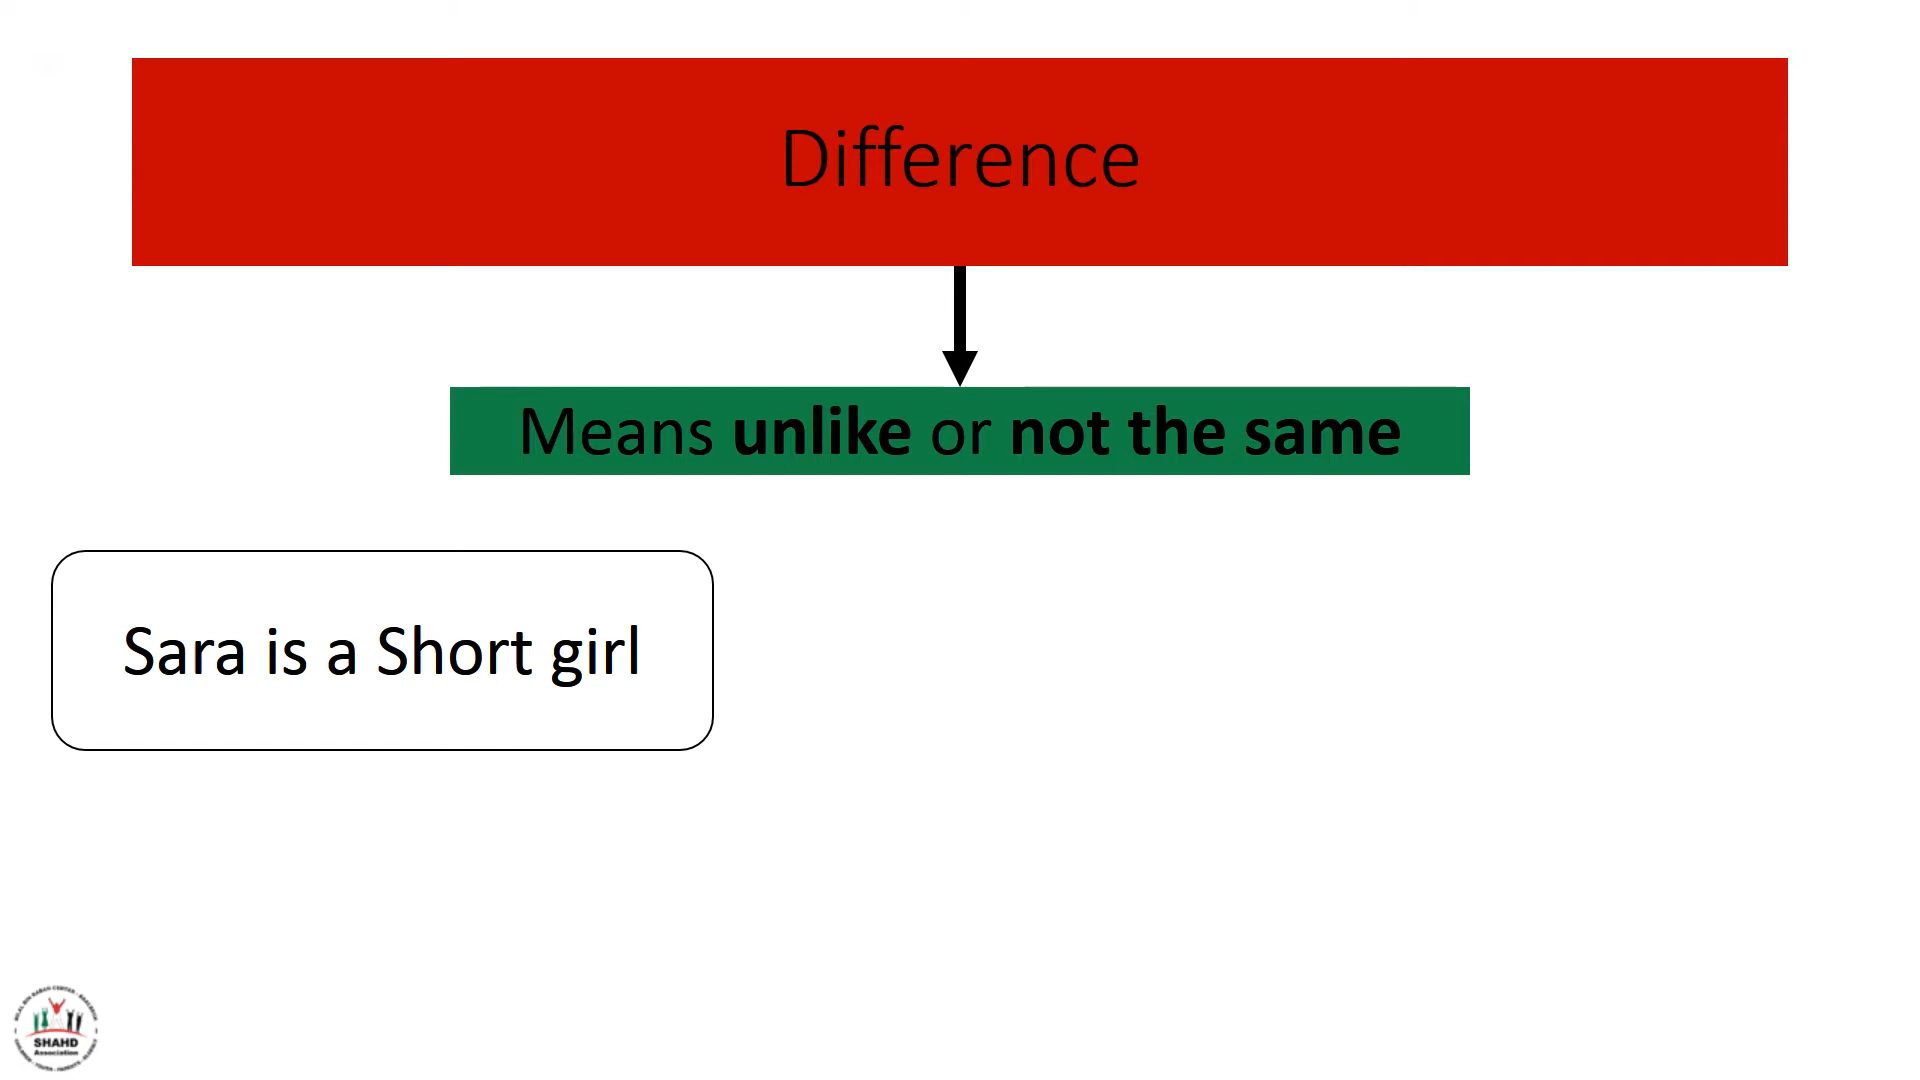 Difference
Means unlike or not the same
Sara is a Short girl
SHAHD
Association